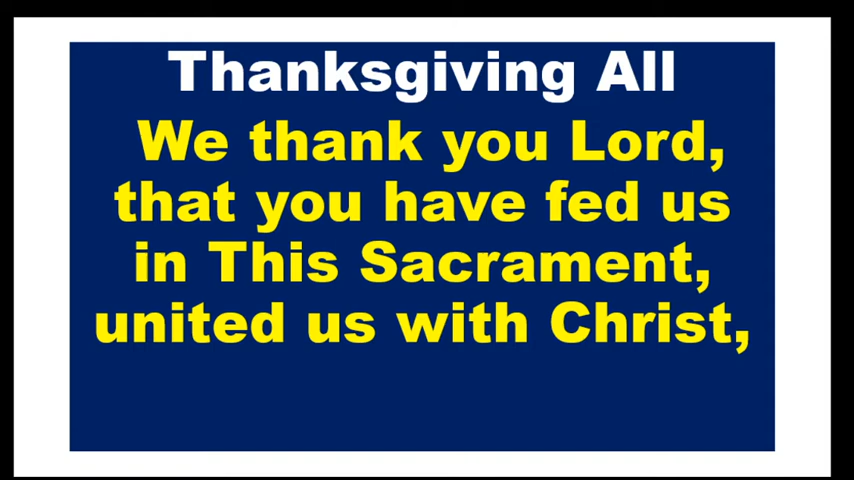 Thanksgiving All
We thank you Lord,
that you have fed us
in This Sacrament,
united us with Christ,